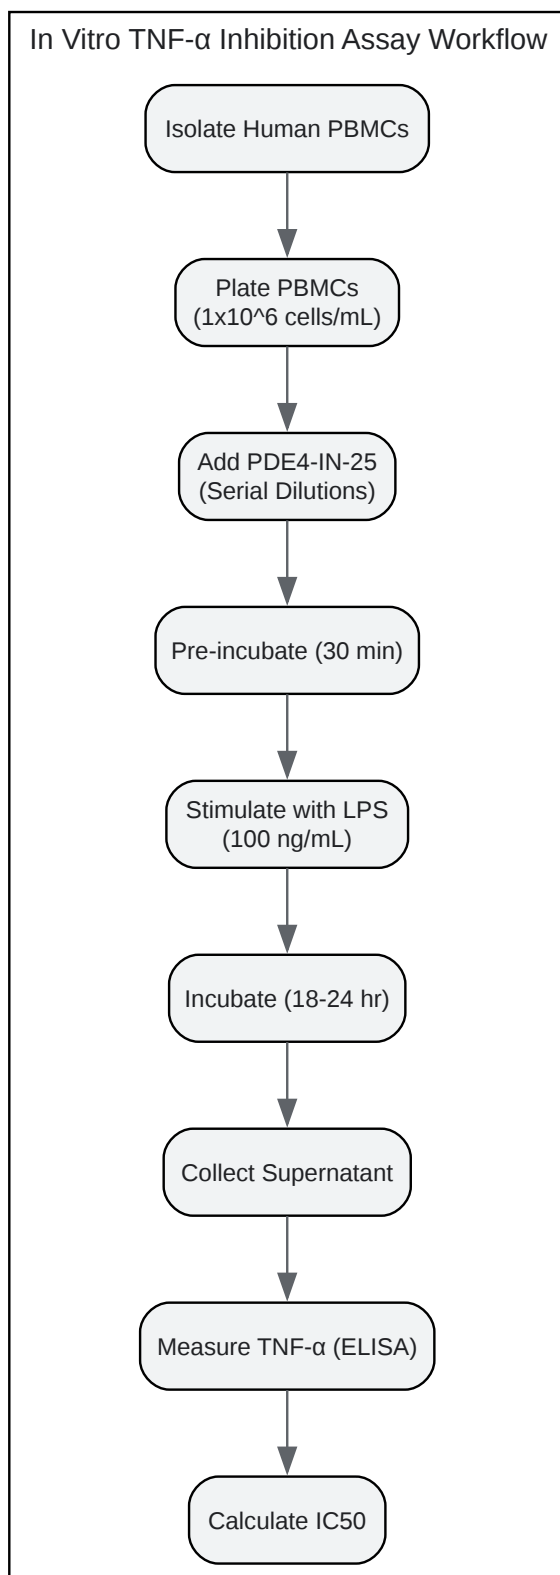 In Vitro TNF-α Inhibition Assay Workflow
Isolate Human PBMCs
Plate PBMCs
(1x10^6 cells/mL)
Add PDE4-IN-25
(Serial Dilutions)
Pre-incubate (30 min)
Stimulate with LPS
(100 ng/mL)
Incubate (18-24 hr)
Collect Supernatant
Measure TNF-α (ELISA)
Calculate IC50